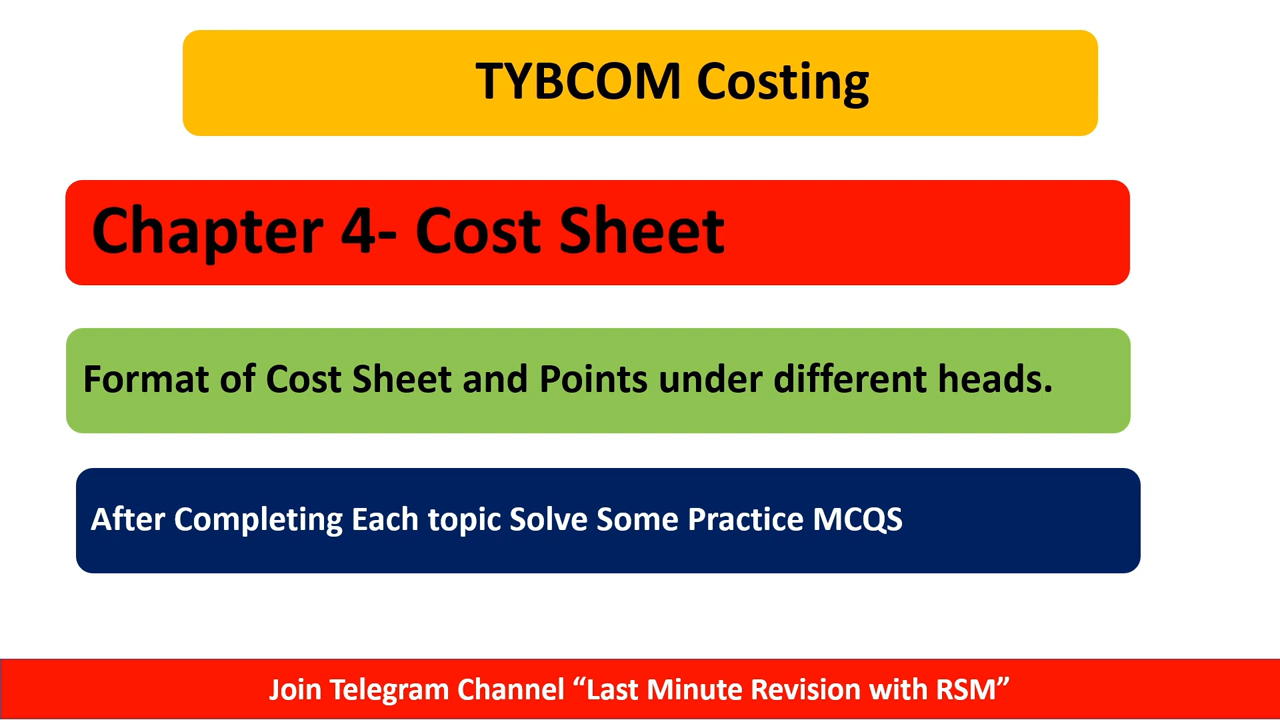 TYBCOM Costing
Chapter 4- Cost Sheet
Format of Cost Sheet and Points under different heads.
After Completing Each topic Solve Some Practice MCQS
Join Telegram Channel “Last Minute Revision with RSM”